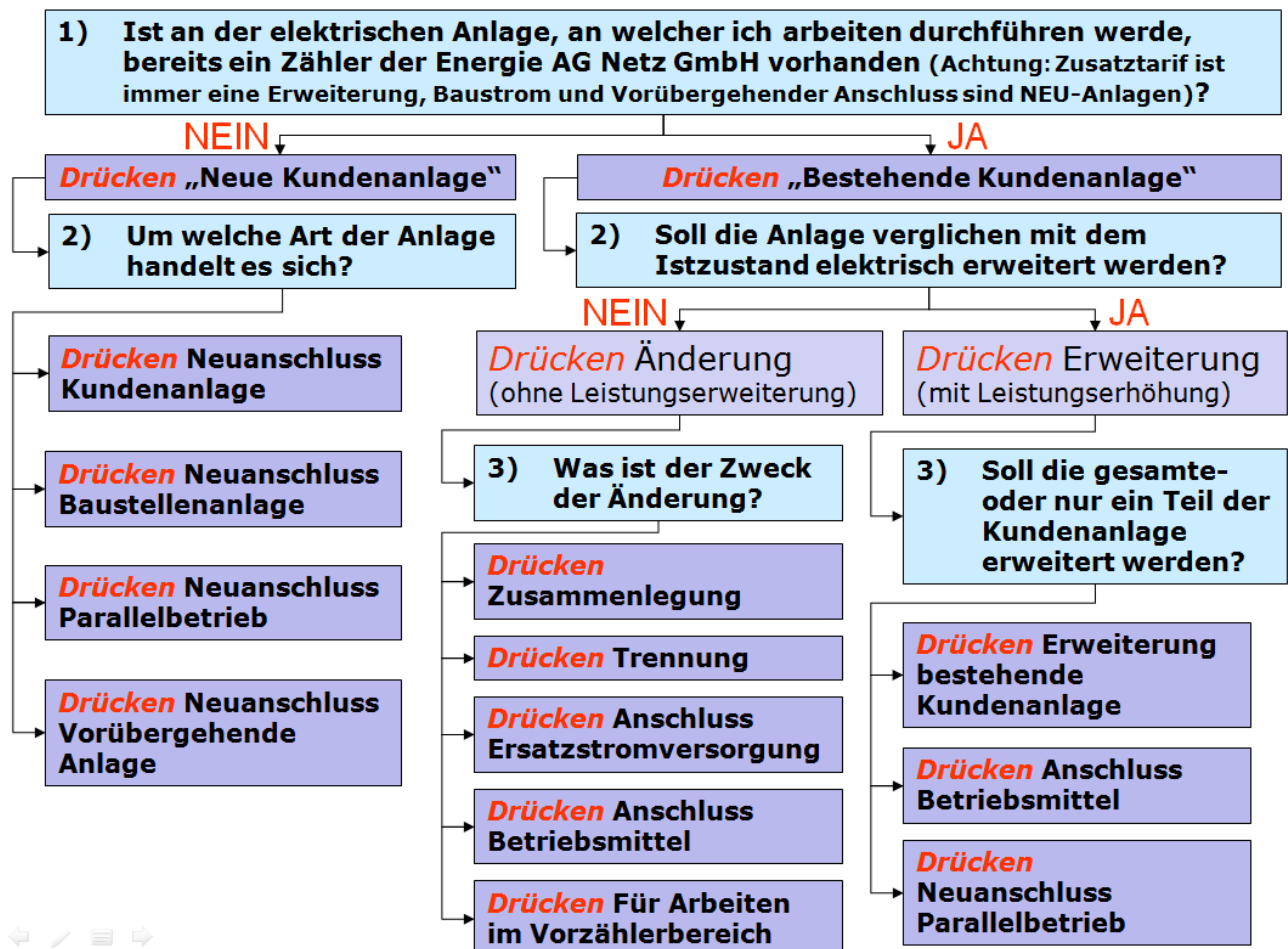 1) Ist an der elektrischen Anlage, an welcher ich arbeiten durchführen werde,
bereits ein Zähler der Energie AG Netz GmbH vorhanden (Achtung: Zusatztarif ist
immer eine Erweiterung, Baustrom und Vorübergehender Anschluss sind NEU-Anlagen)?
NEIN
JA
Drücken „Neue Kundenanlage“
Drücken „Bestehende Kundenanlage“
2) Um welche Art der Anlage
handelt es sich?
2) Soll die Anlage verglichen mit dem
Istzustand elektrisch erweitert werden?
NEIN
JA
Drücken Neuanschluss
Kundenanlage
Drücken Neuanschluss
Baustellenanlage
Drücken Neuanschluss
Parallelbetrieb
Drücken Neuanschluss
Vorübergehende
Anlage
Drücken Änderung
(ohne Leistungserweiterung)
3) Was ist der Zweck
der Änderung?
Drücken
Zusammenlegung
Drücken Trennung
Drücken Anschluss
Ersatzstromversorgung
Drücken Anschluss
Betriebsmittel
Drücken Für Arbeiten
im Vorzählerbereich
Drücken Erweiterung
(mit Leistungserhöhung)
3) Soll die gesamte-
oder nur ein Teil der
Kundenanlage
erweitert werden?
Drücken Erweiterung
bestehende
Kundenanlage
Drücken Anschluss
Betriebsmittel
Drücken
Neuanschluss
Parallelbetrieb